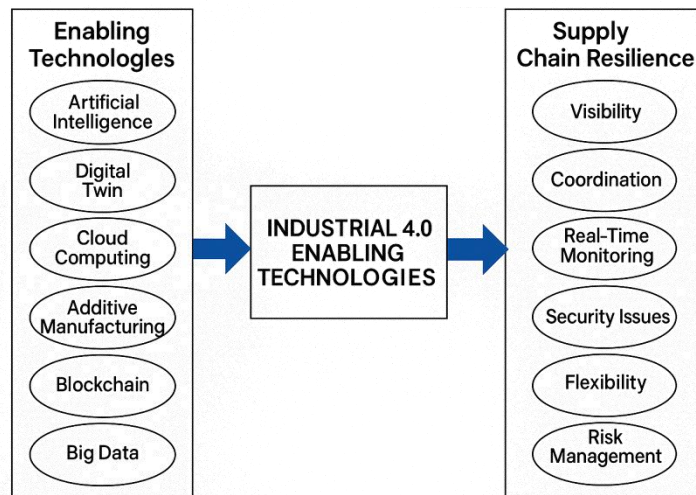 Enabling
Technologles
Artificial
Intelligence
Digital
Twin
Cloud
Computing
Additive
Manufacturing
Blockchain
Big Data
INDUSTRIAL 4.0
ENABLING
TECHNOLOGIES
Supply
Chain Resilience
Visibility
Coordination
Real-Time
Monitoring
Security Issues
Flexibility
Risk
Management